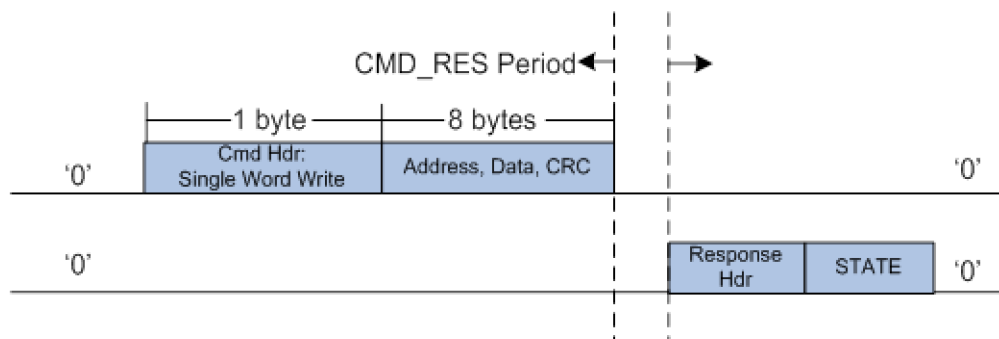 CMD_RES Period
1 byte
8 bytes
‘0’
Cmd Hdr:
Single Word Write
Address, Data, CRC
‘0’
‘0’
Response
Hdr
STATE
‘0’